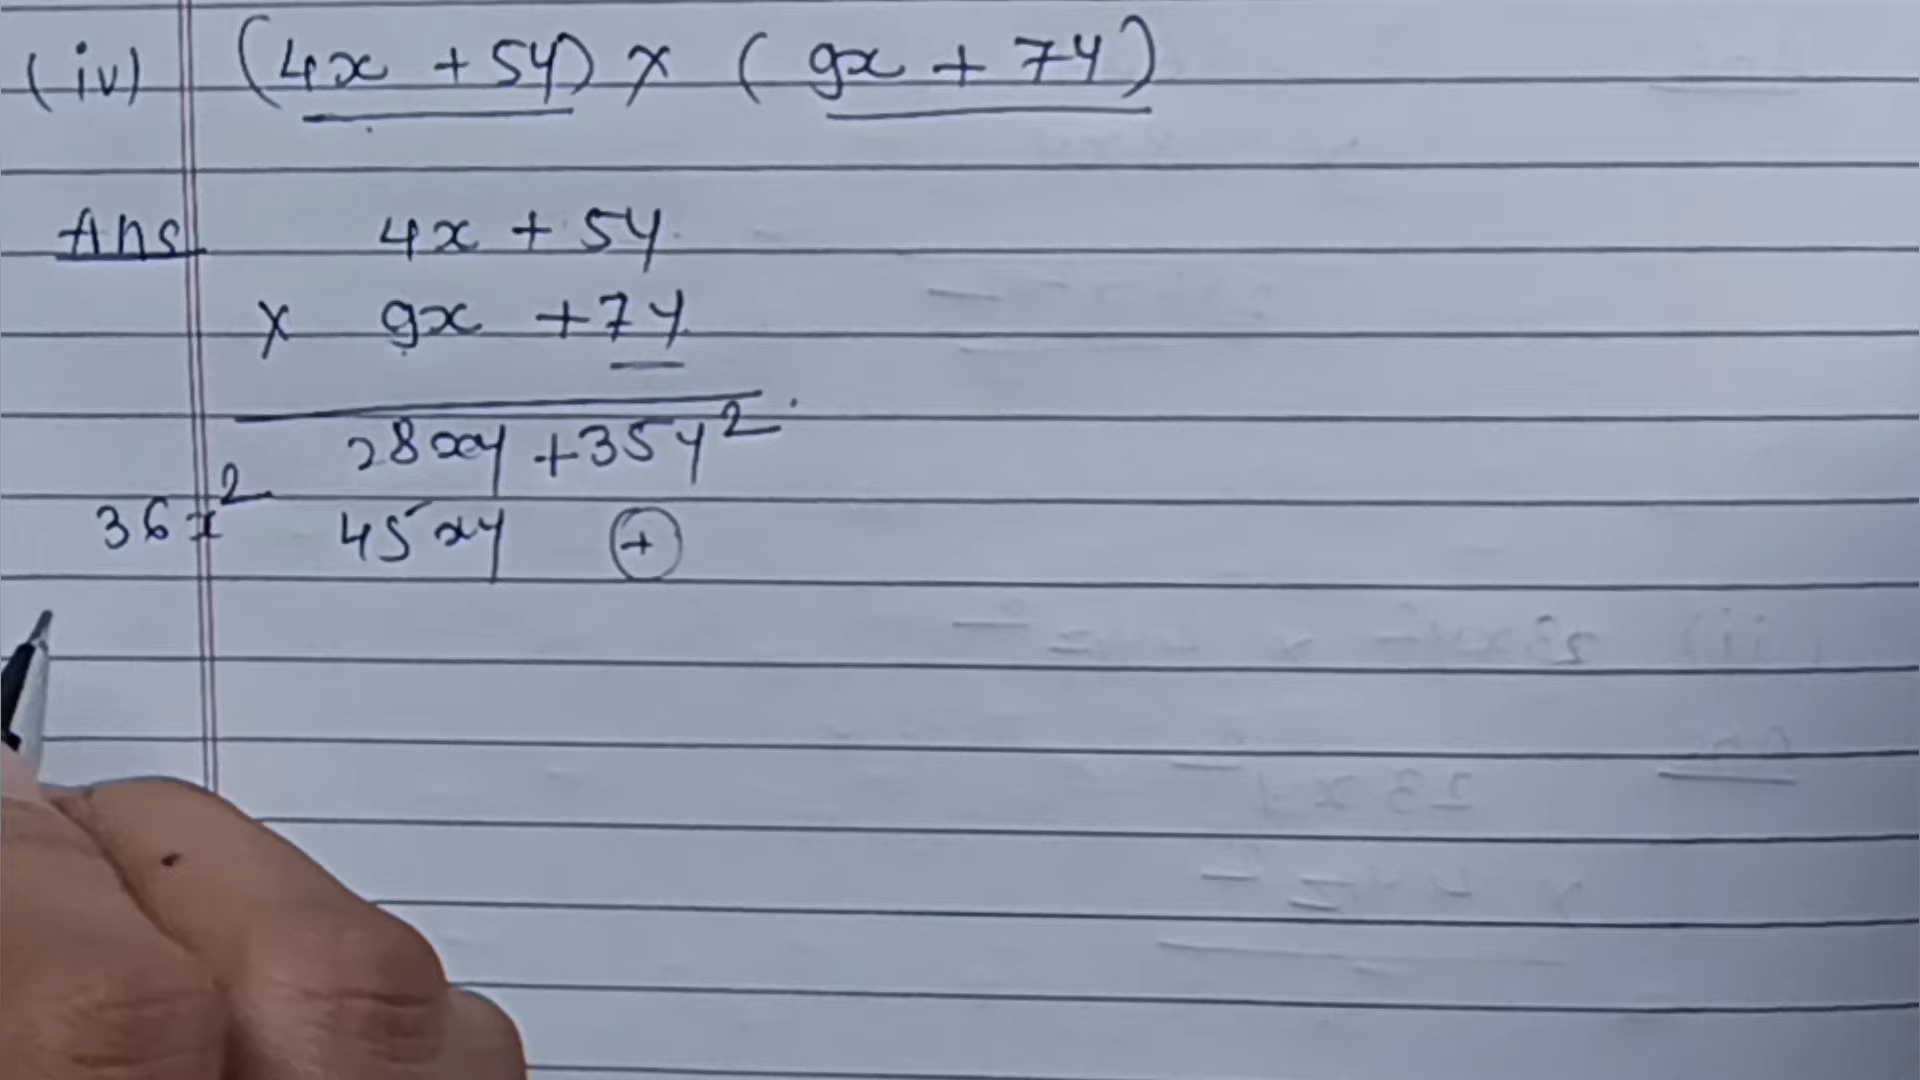 (iv) (4x + 5y) x (9x + 7y)
Ans 4x + 5y
x 9x + 7y
28xy + 35y²
36x² 45xy +